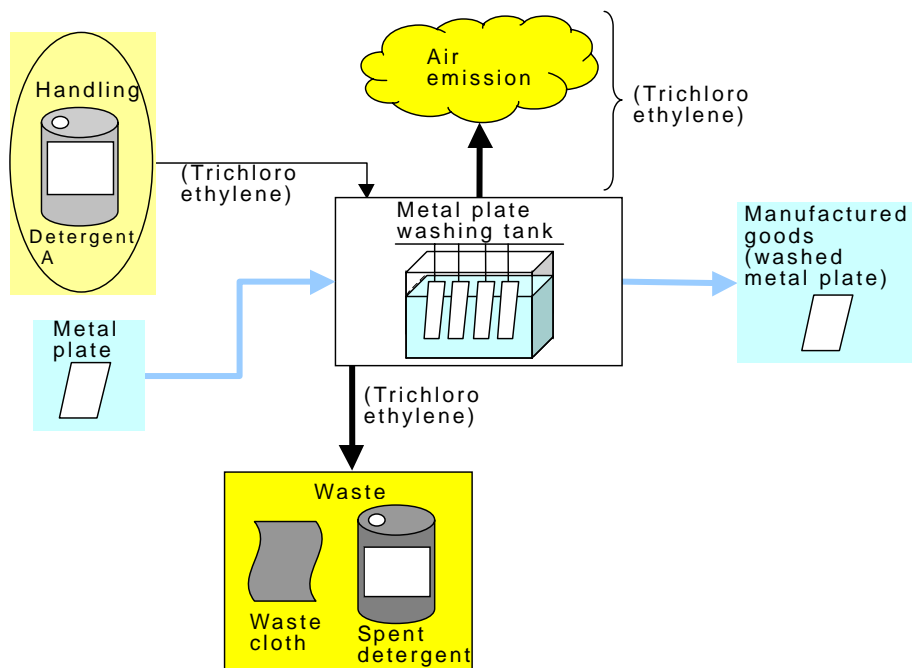 Handling
Detergent
A
(Trichloro
ethylene)
Air
emission
(Trichloro
ethylene)
Metal plate
washing tank
Manufactured
goods
(washed
metal plate)
Metal
plate
(Trichloro
ethylene)
Waste
Waste
cloth
Spent
detergent